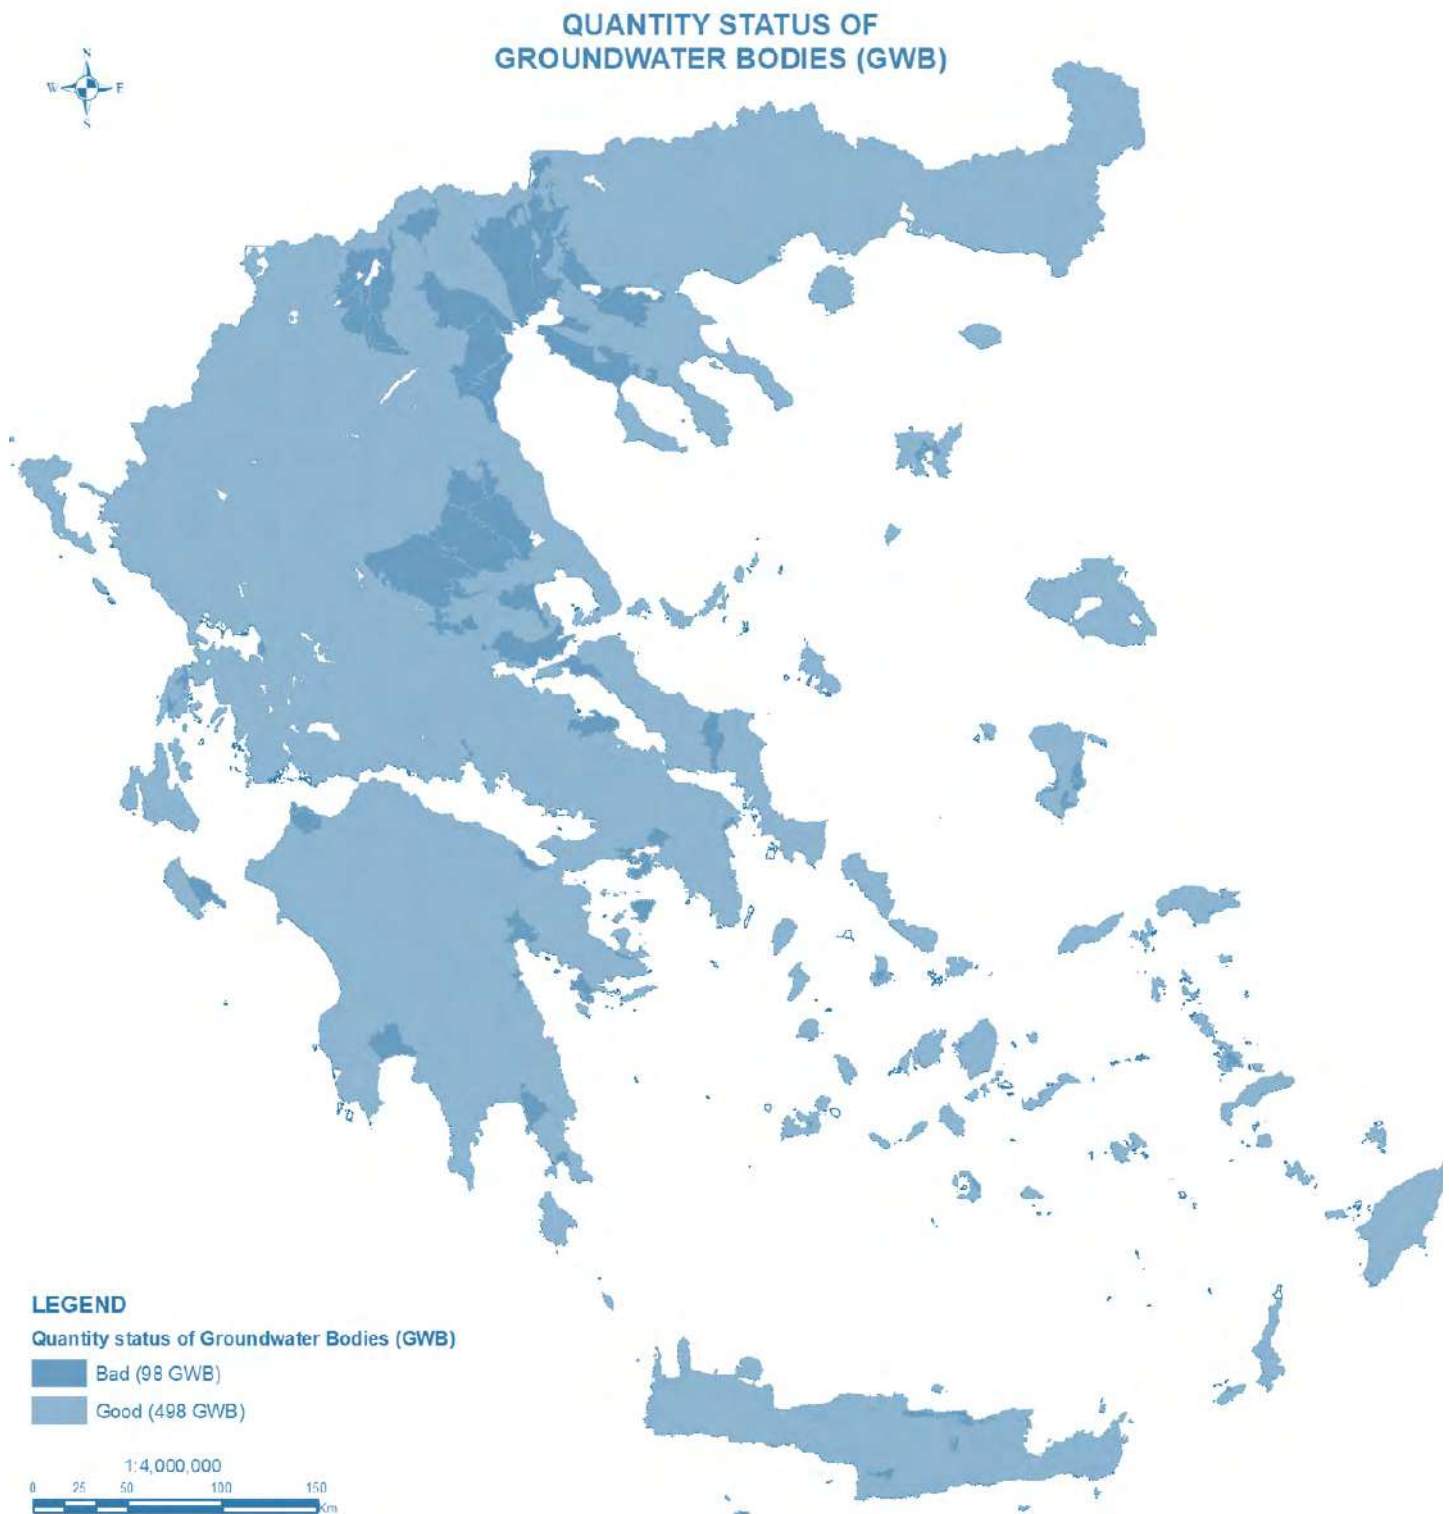 QUANTITY STATUS OF
GROUNDWATER BODIES (GWB)
N
W E
S
LEGEND
Quantity status of Groundwater Bodies (GWB)
Bad (98 GWB)
Good (498 GWB)
1:4,000,000
0 25 50 100 150
Km